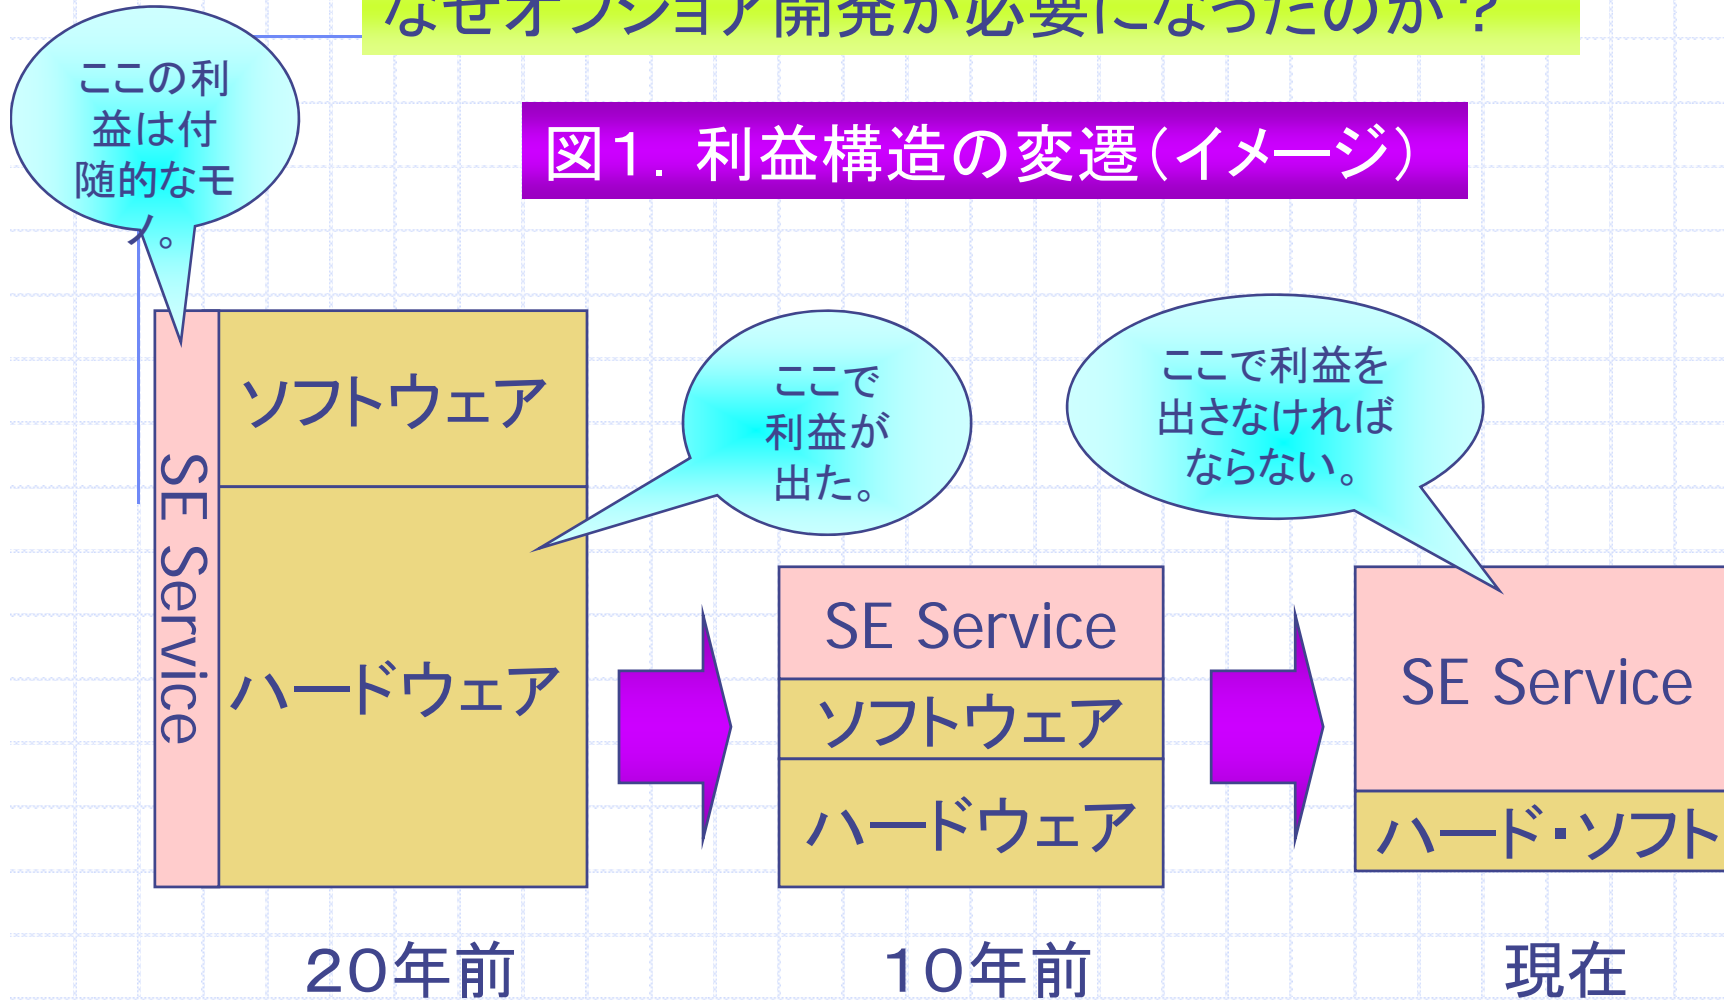 なぜオフショア開発が必要になったのか？
図１．利益構造の変遷（イメージ）
ここの利
益は付
随的なモ
ノ。
SE Service
ソフトウェア
ハードウェア
ここで
利益が
出た。
SE Service
ソフトウェア
ハードウェア
ここで利益を
出さなければ
ならない。
SE Service
ハード・ソフト
２０年前
１０年前
現在